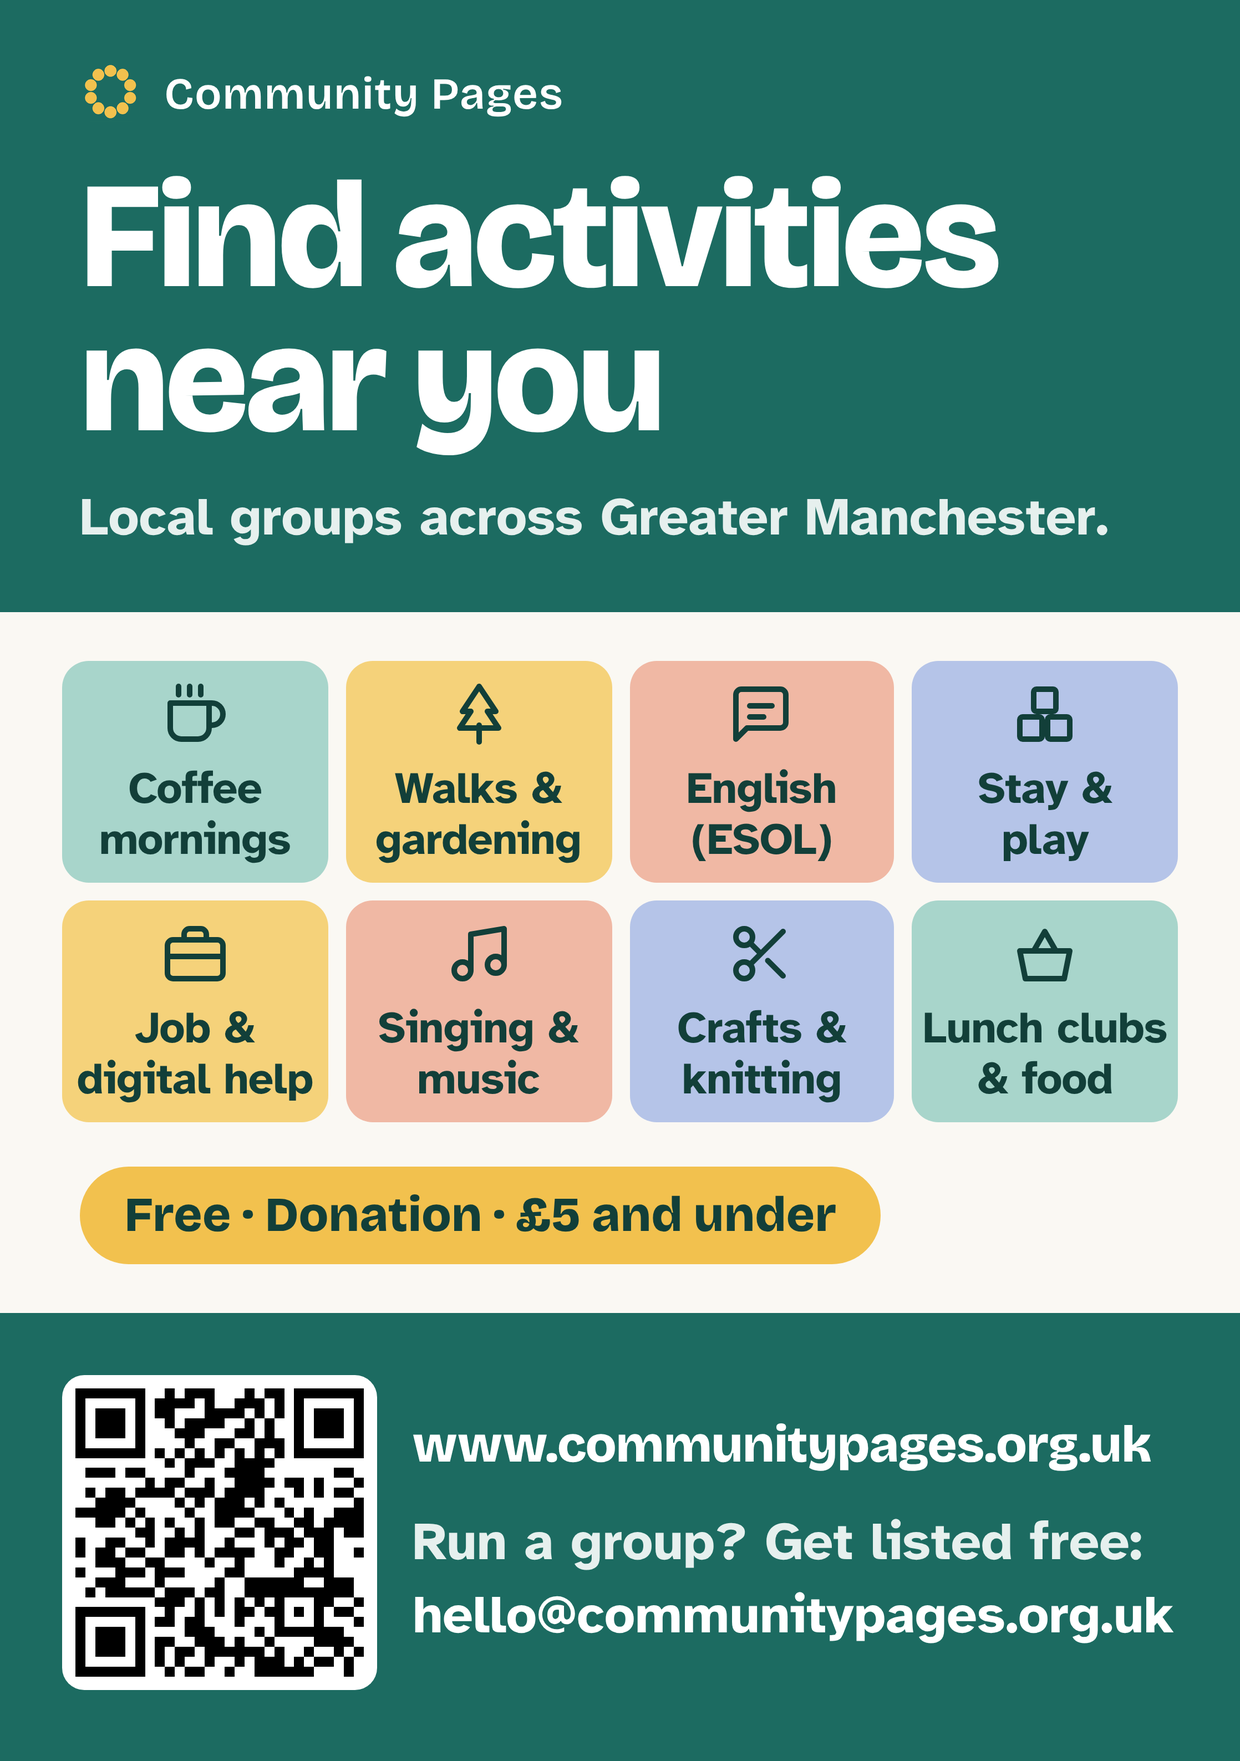 Community Pages
Find activities
near you
Local groups across Greater Manchester.
Coffee
mornings
Walks &
gardening
English
(ESOL)
Stay &
play
Job &
digital help
Singing &
music
Crafts &
knitting
Lunch clubs
& food
Free · Donation · £5 and under
www.communitypages.org.uk
Run a group? Get listed free:
hello@communitypages.org.uk